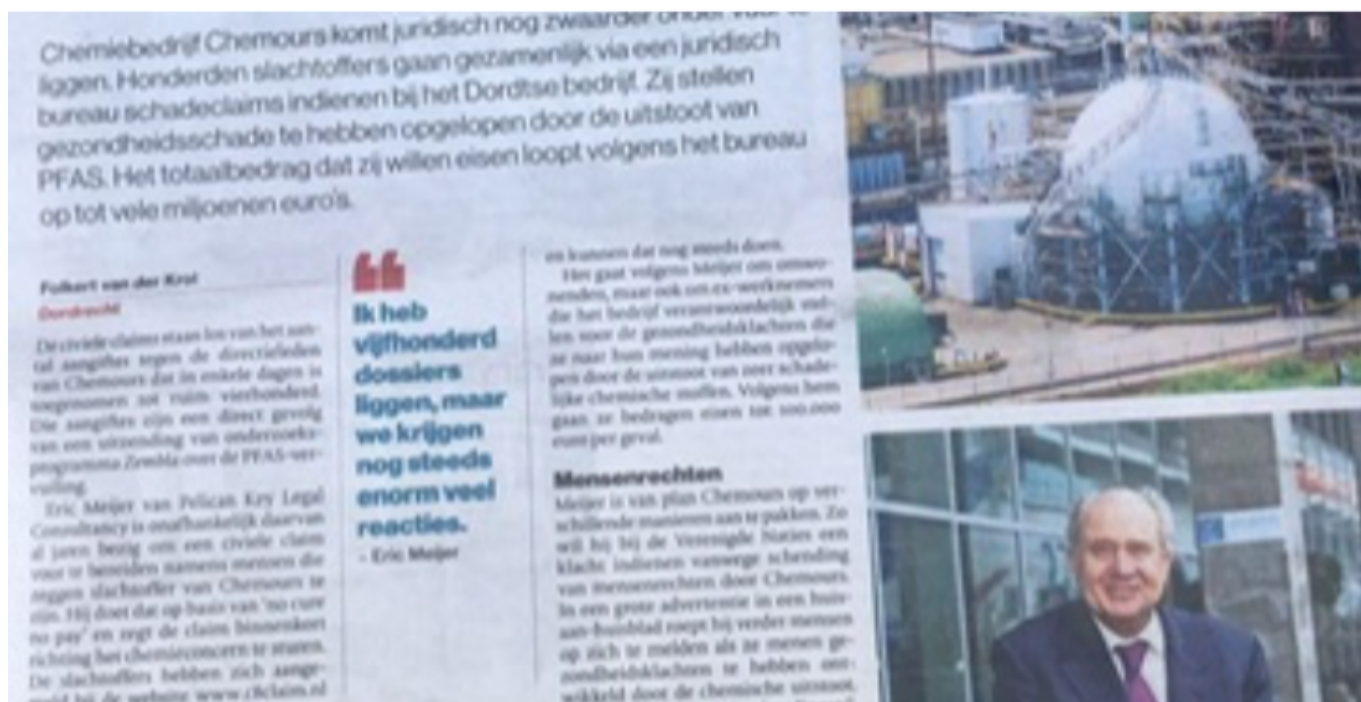 Chemiebedrijf Chemours komt juridisch nog zwaarder onder
liggen. Honderden slachtoffers gaan gezamenlijk via een juridisch
bureau schadeclaims indienen bij het Dordtse bedrijf. Zij stellen
gezondheidsschade te hebben opgelopen door de uitstoot van
PFAS. Het totaalbedrag dat zij willen eisen loopt volgens het bureau
op tot vele miljoenen euro's.
Folkert van der Krol
Dordrecht
De civiele claims staan los van het aan-
tal aangiftes tegen de directieleden
van Chemours dat in enkele dagen is
toegenomen tot ruim vierhonderd.
Die aangiftes zijn een direct gevolg
van een uitzending van onderzoeks-
programma Zembla over de PFAS-ver-
vuiling.
Eric Meijer van Pelican Key Legal
Consultancy is onafhankelijk daarvan
al jaren bezig om een civiele claim
voor te bereiden namens mensen die
zeggen slachtoffer van Chemours te
zijn. Hij doet dat op basis van 'no cure
no pay' en zegt de claim binnenkort
richting het chemieconcern te sturen.
De slachtoffers hebben zich aange-
meld bij de website www.c8claim.nl
Ik heb
vijfhonderd
dossiers
liggen, maar
we krijgen
nog steeds
enorm veel
reacties.
- Eric Meijer
en kunnen dat nog steeds doen.
Het gaat volgens Meijer om omwo-
nenden, maar ook om ex-werknemers
die het bedrijf verantwoordelijk stel-
len voor de gezondheidsklachten die
ze naar hun mening hebben opgelo-
pen door de uitstoot van zeer schade-
lijke chemische stoffen. Volgens hem
gaan ze bedragen eisen tot 100.000
euro per geval.
Mensenrechten
Meijer is van plan Chemours op ver-
schillende manieren aan te pakken. Zo
wil hij bij de Verenigde Naties een
klacht indienen vanwege schending
van mensenrechten door Chemours.
In een grote advertentie in een huis-
aan-huisblad roept hij verder mensen
op zich te melden als ze menen ge-
zondheidsklachten te hebben ont-
wikkeld door de chemische uitstoot.